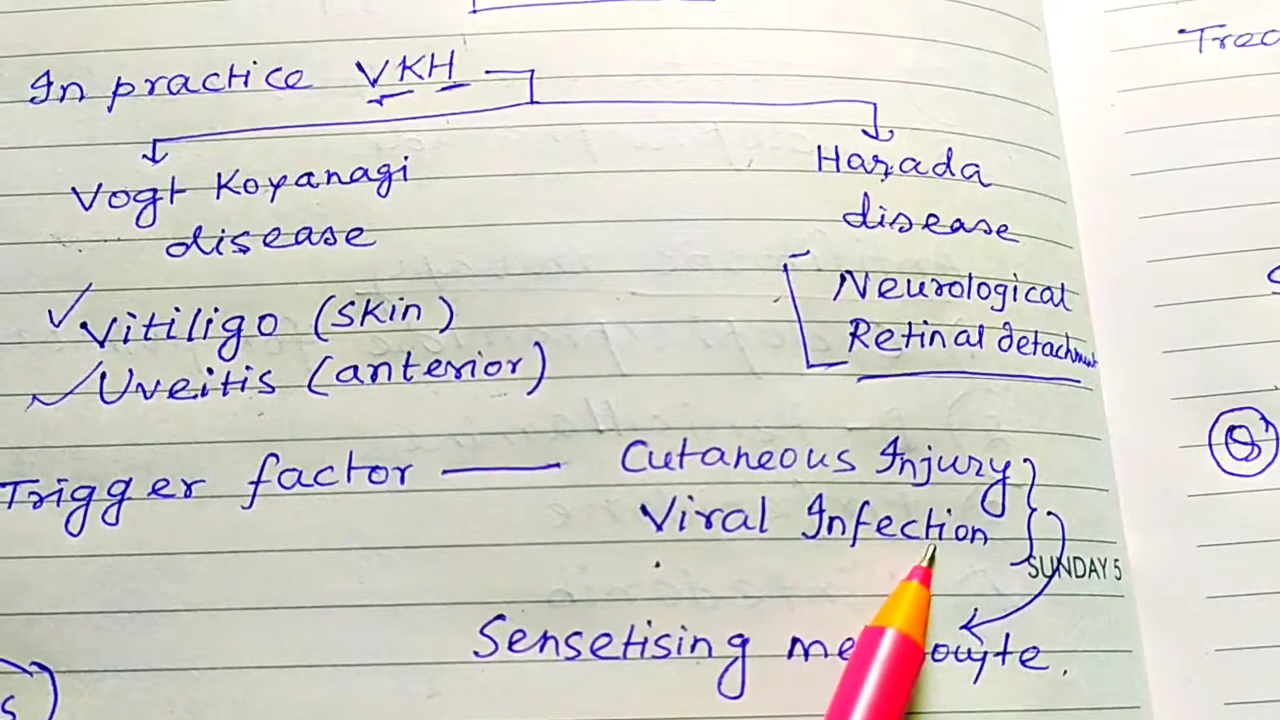 In practice VKH
Vogt Koyanagi
disease
Harada
disease
Vitiligo (skin)
Uveitis (anterior)
Neurological
Retinal detachment
Trigger factor — Cutaneous Injury
Viral Infection
SUNDAY 5
Sensetising